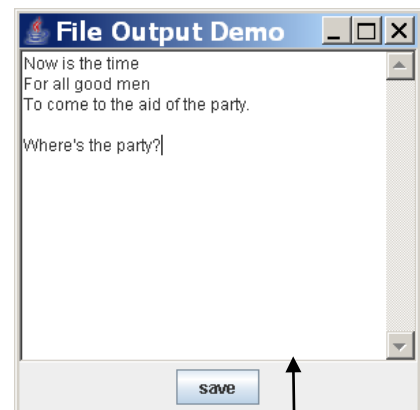 File Output Demo
Now is the time
For all good men
To come to the aid of the party.

Where's the party?
save